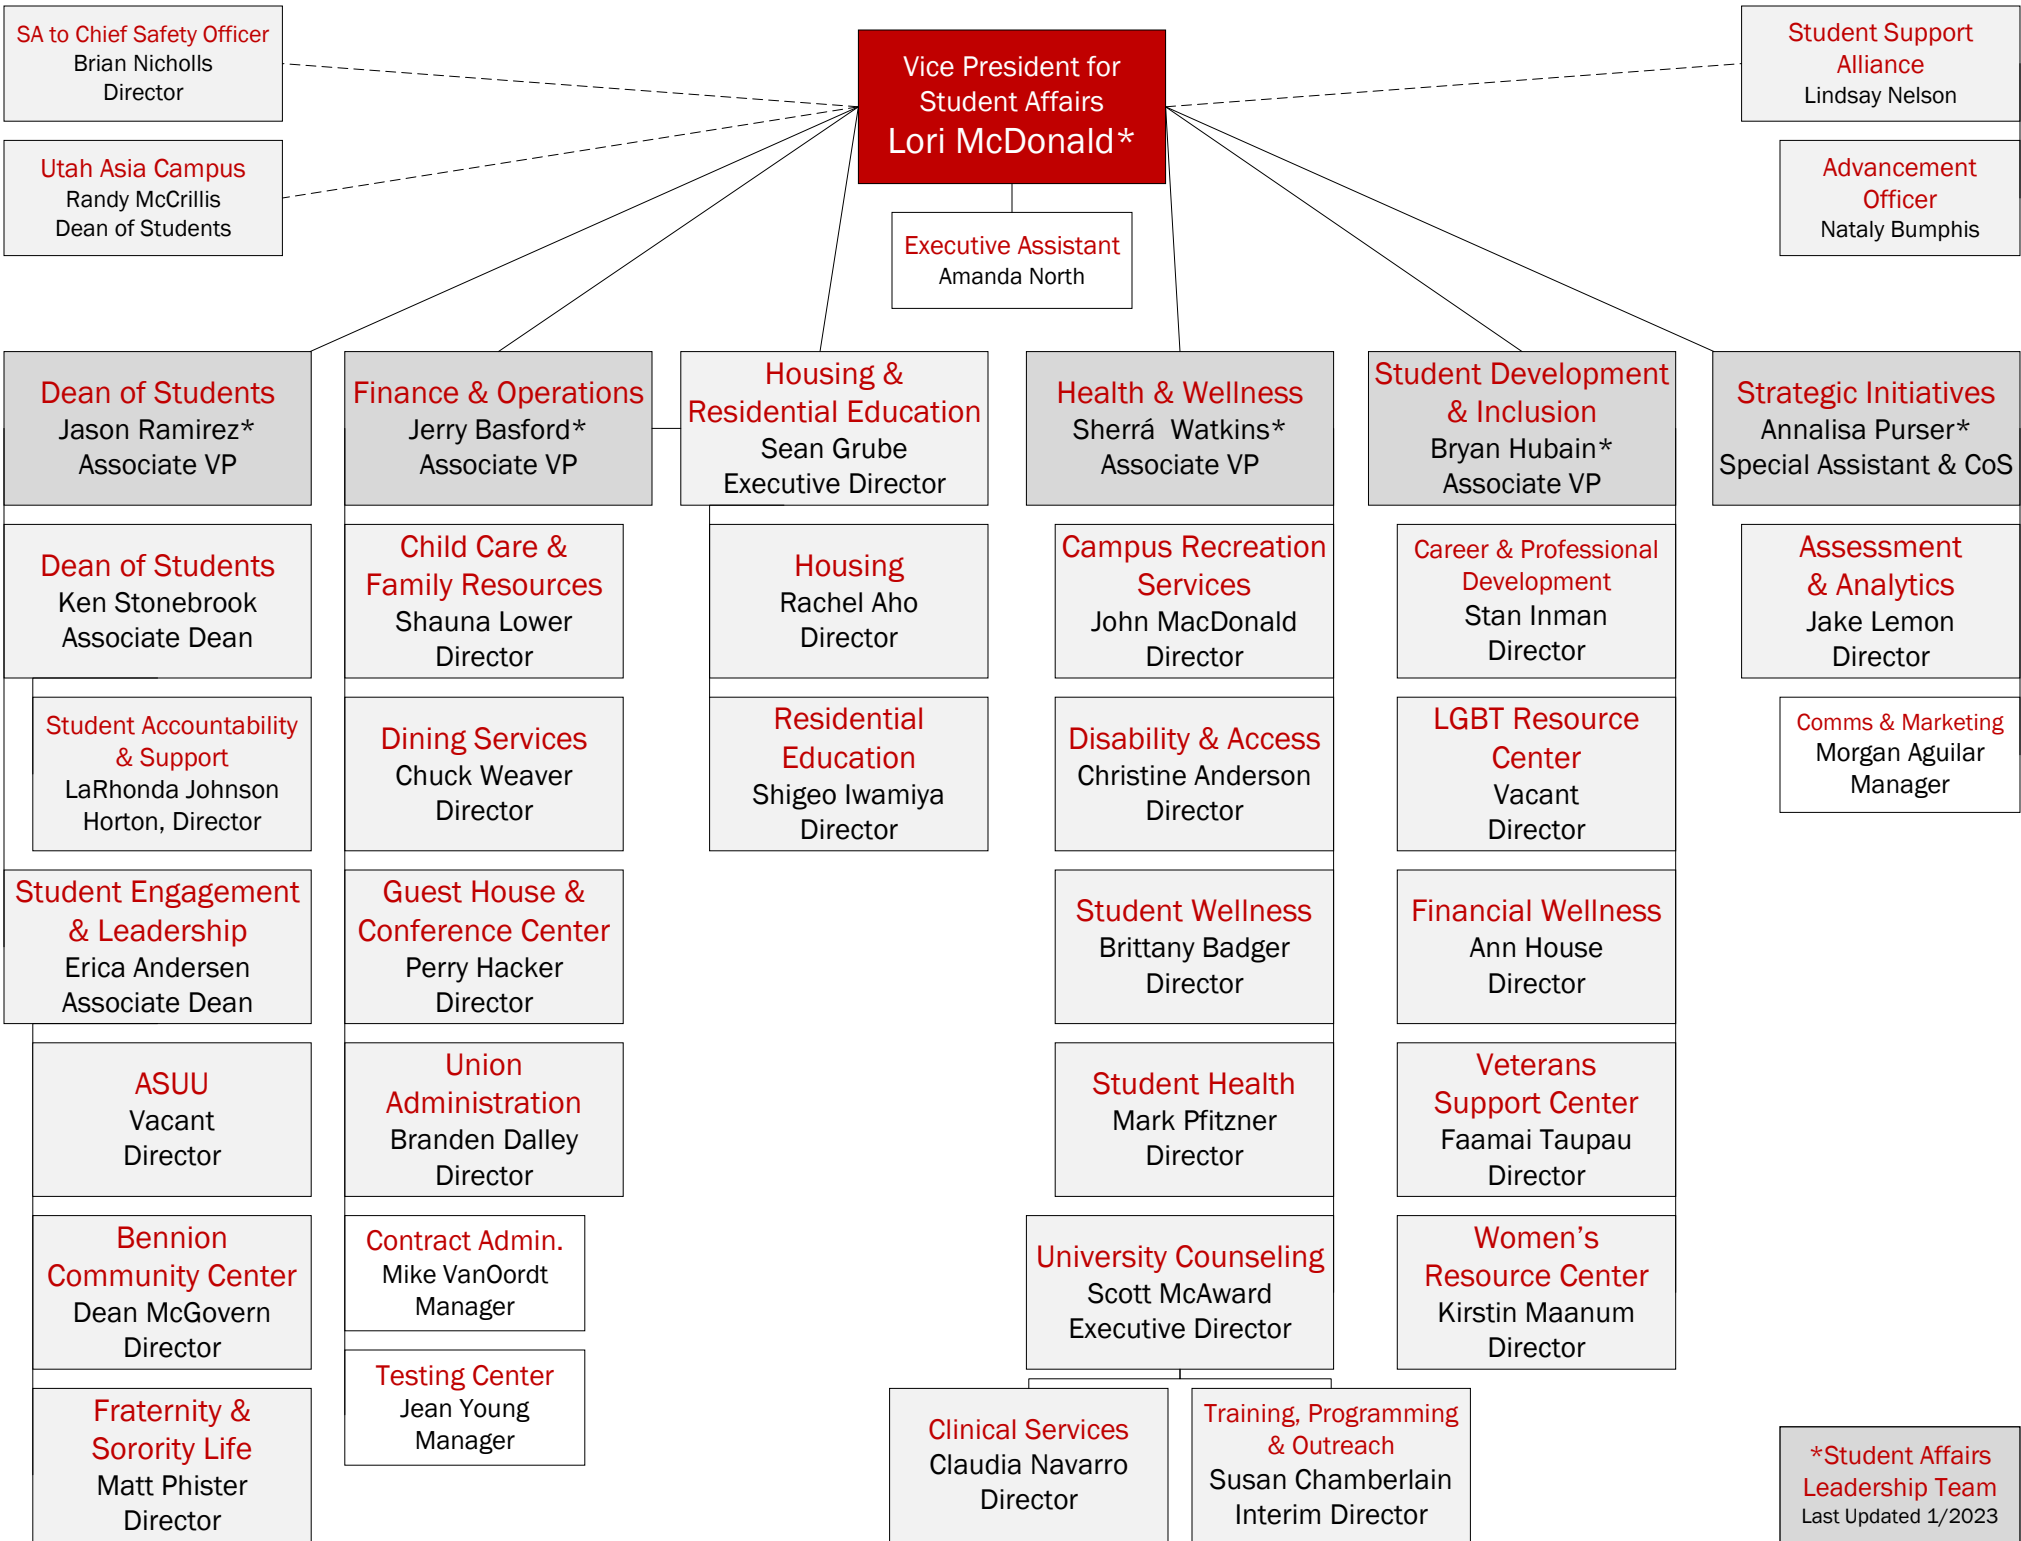 SA to Chief Safety Officer
Brian Nicholls
Director
Utah Asia Campus
Randy McCrillis
Dean of Students
Vice President for
Student Affairs
Lori McDonald*
Executive Assistant
Amanda North
Student Support
Alliance
Lindsay Nelson
Advancement
Officer
Nataly Bumphis
Dean of Students
Jason Ramirez*
Associate VP
Dean of Students
Ken Stonebrook
Associate Dean
Student Accountability
& Support
LaRhonda Johnson
Horton, Director
Student Engagement
& Leadership
Erica Andersen
Associate Dean
ASUU
Vacant
Director
Bennion
Community Center
Dean McGovern
Director
Fraternity &
Sorority Life
Matt Phister
Director
Finance & Operations
Jerry Basford*
Associate VP
Child Care &
Family Resources
Shauna Lower
Director
Dining Services
Chuck Weaver
Director
Guest House &
Conference Center
Perry Hacker
Director
Union
Administration
Branden Dalley
Director
Contract Admin.
Mike VanOordt
Manager
Testing Center
Jean Young
Manager
Housing &
Residential Education
Sean Grube
Executive Director
Housing
Rachel Aho
Director
Residential
Education
Shigeo Iwamiya
Director
Health & Wellness
Sherrá  Watkins*
Associate VP
Campus Recreation
Services
John MacDonald
Director
Disability & Access
Christine Anderson
Director
Student Wellness
Brittany Badger
Director
Student Health
Mark Pfitzner
Director
University Counseling
Scott McAward
Executive Director
Clinical Services
Claudia Navarro
Director
Training, Programming
& Outreach
Susan Chamberlain
Interim Director
Student Development
& Inclusion
Bryan Hubain*
Associate VP
Career & Professional
Development
Stan Inman
Director
LGBT Resource
Center
Vacant
Director
Financial Wellness
Ann House
Director
Veterans
Support Center
Faamai Taupau
Director
Women's
Resource Center
Kirstin Maanum
Director
Strategic Initiatives
Annalisa Purser*
Special Assistant & CoS
Assessment
& Analytics
Jake Lemon
Director
Comms & Marketing
Morgan Aguilar
Manager
*Student Affairs
Leadership Team
Last Updated 1/2023